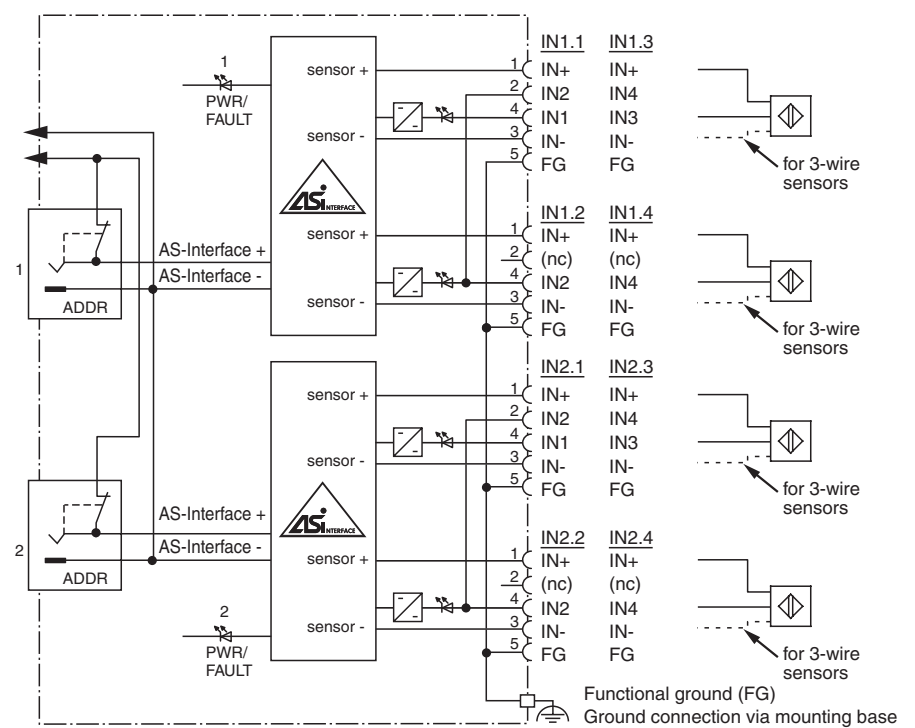 IN1.1 IN1.3
1 sensor + 1 IN+ IN+
PWR/ 2 IN2 IN4
FAULT 4 IN1 IN3
sensor - 3 IN- IN-
5 FG FG
for 3-wire
sensors
ASi INTERFACE
IN1.2 IN1.4
sensor + 1 IN+ IN+
AS-Interface +
2 (nc) (nc)
1 AS-Interface -
4 IN2 IN4
ADDR sensor - 3 IN- IN-
5 FG FG
for 3-wire
sensors
IN2.1 IN2.3
sensor + 1 IN+ IN+
2 IN2 IN4
4 IN1 IN3
sensor - 3 IN- IN-
5 FG FG
for 3-wire
sensors
AS-Interface +
ASi INTERFACE
IN2.2 IN2.4
2 AS-Interface -
sensor + 1 IN+ IN+
ADDR 2 (nc) (nc)
2 4 IN2 IN4
sensor - 3 IN- IN-
PWR/ 5 FG FG
FAULT
for 3-wire
sensors
Functional ground (FG)
Ground connection via mounting base